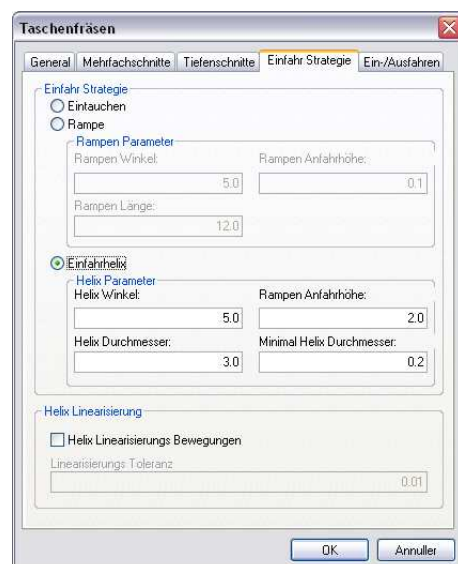 Taschenfräsen
General Mehrfachschnitte Tiefenschnitte Einfahr Strategie Ein-/Ausfahren
Einfahr Strategie
Eintauchen
Rampe
Rampen Parameter
Rampen Winkel: Rampen Anfahrhöhe:
5.0 0.1
Rampen Länge:
12.0
Einfahrhelix
Helix Parameter
Helix Winkel: Rampen Anfahrhöhe:
5.0 2.0
Helix Durchmesser: Minimal Helix Durchmesser:
3.0 0.2
Helix Linearisierung
Helix Linearisierungs Bewegungen
Linearisierungs Toleranz
0.01
OK Annuller